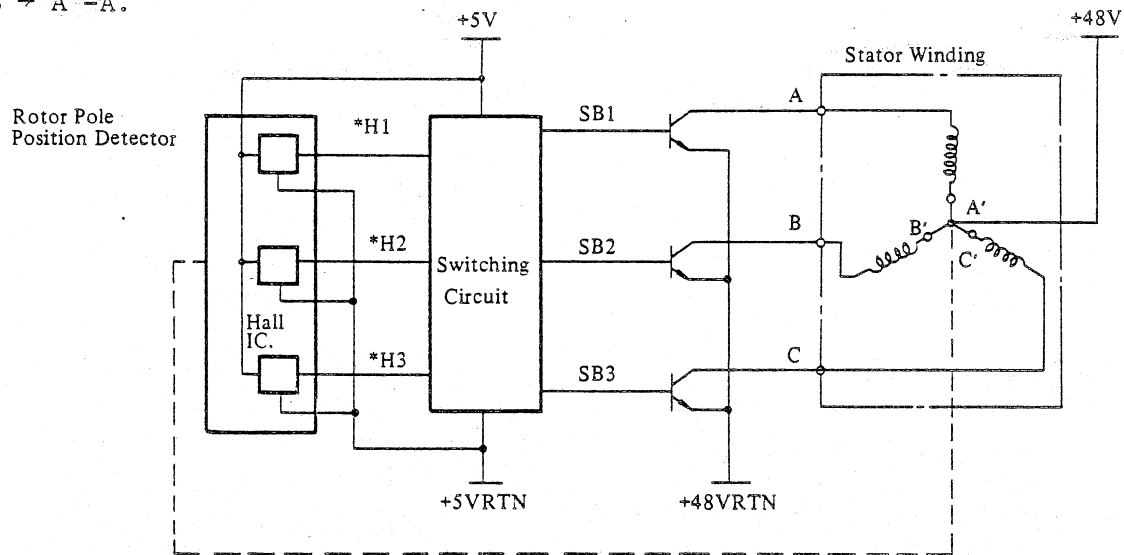 → A -A.
+5V
+48V
Stator Winding
Rotor Pole
Position Detector
*H1
SB1
A
A'
*H2
SB2
B
B'
C'
Switching
Circuit
Hall
IC.
*H3
SB3
C
+5VRTN
+48VRTN